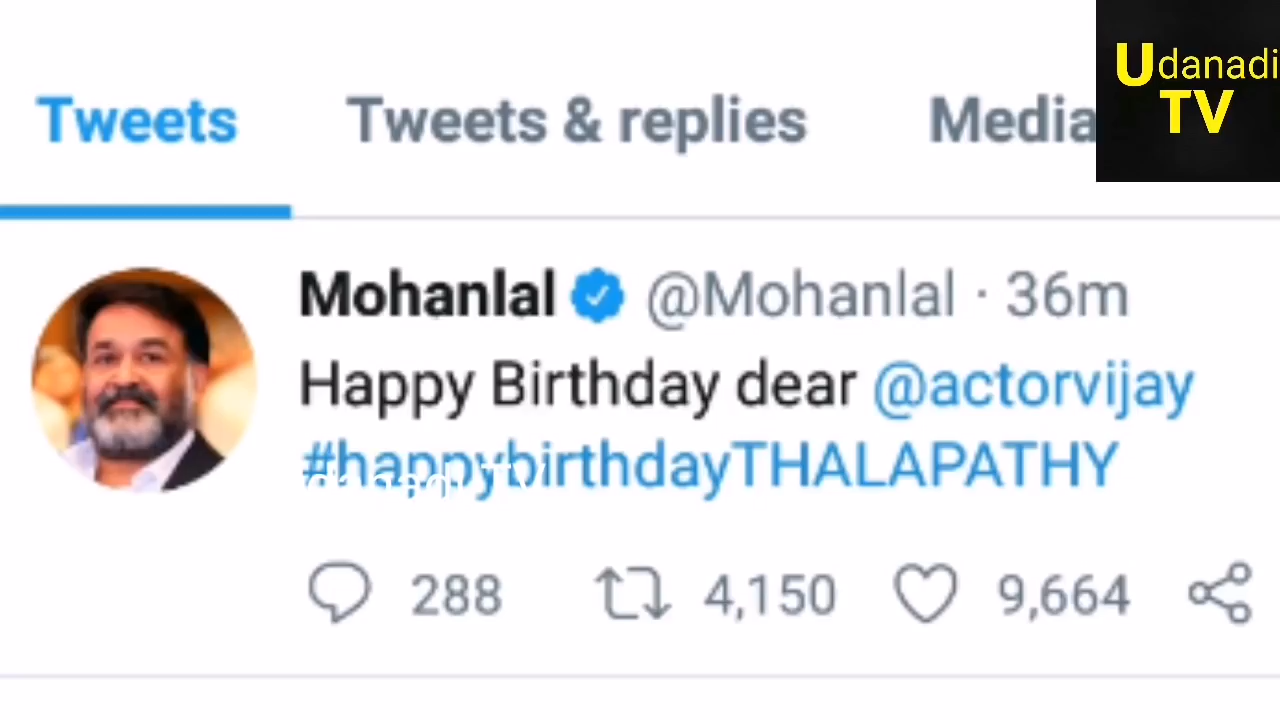 Udanadi
TV
Tweets Tweets & replies Media
Mohanlal @Mohanlal · 36m
Happy Birthday dear @actorvijay
#happybirthdayTHALAPATHY
288 4,150 9,664